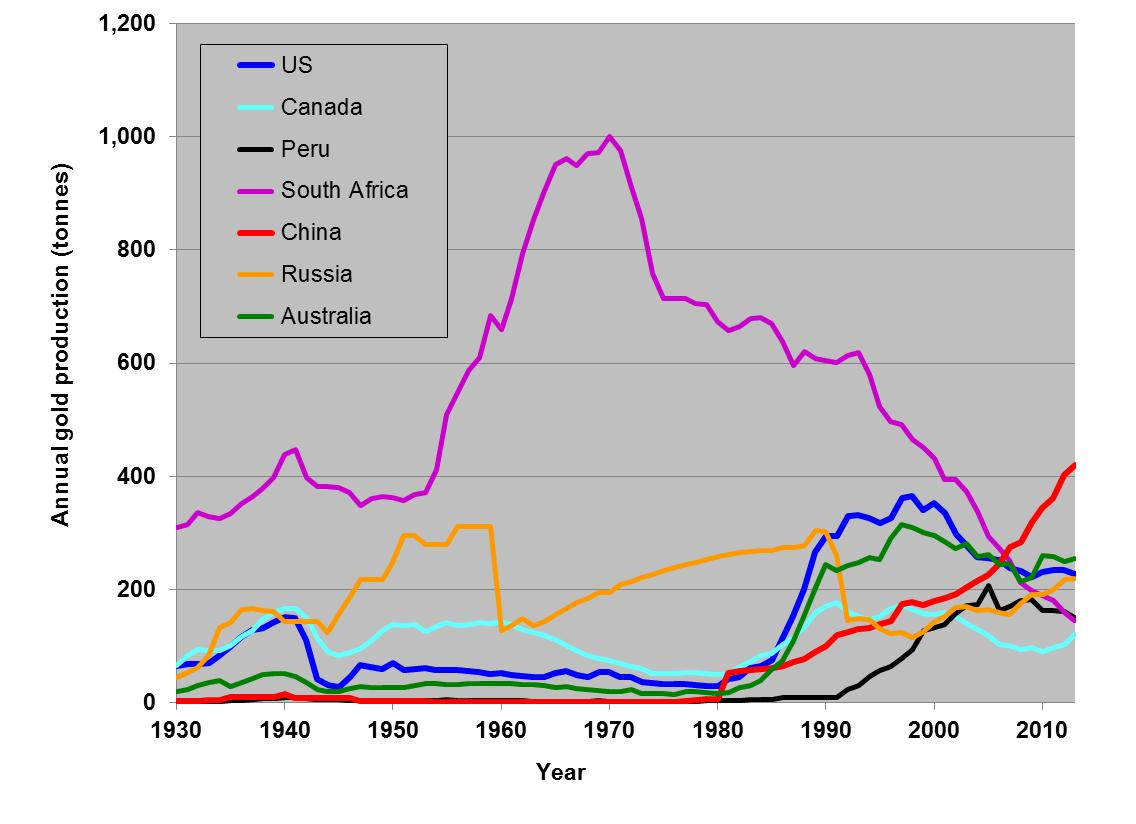 1,200
1,000
800
600
400
200
0
US
Canada
Peru
South Africa
China
Russia
Australia
Annual gold production (tonnes)
1930 1940 1950 1960 1970 1980 1990 2000 2010
Year